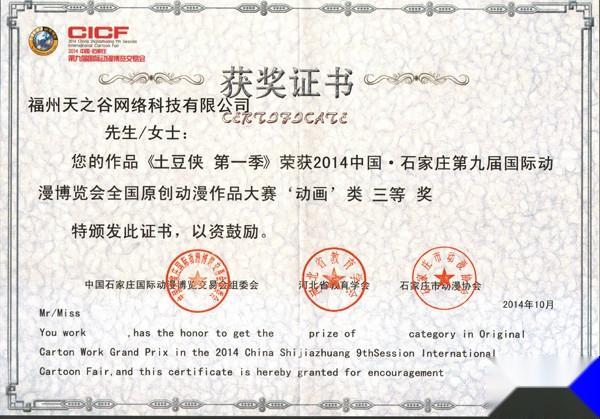 CICF
2014 China Shijiazhuang 9th Session
International Cartoon Fair
2014 中国·石家庄
第九届国际动漫博览交易会
获奖证书
福州天之谷网络科技有限公司
CERTIFICATE
先生/女士:
您的作品《土豆侠 第一季》荣获2014中国·石家庄第九届国际动
漫博览会全国原创动漫作品大赛‘动画’类 三等 奖
特颁发此证书,以资鼓励。
中国石家庄国际动漫博览交易会组委会 河北省教育学会 石家庄市动漫协会
2014年10月
Mr/Miss
You work ,has the honor to get the prize of category in Original
Carton Work Grand Prix in the 2014 China Shijiazhuang 9thSession International
Cartoon Fair,and this certificate is hereby granted for encouragement